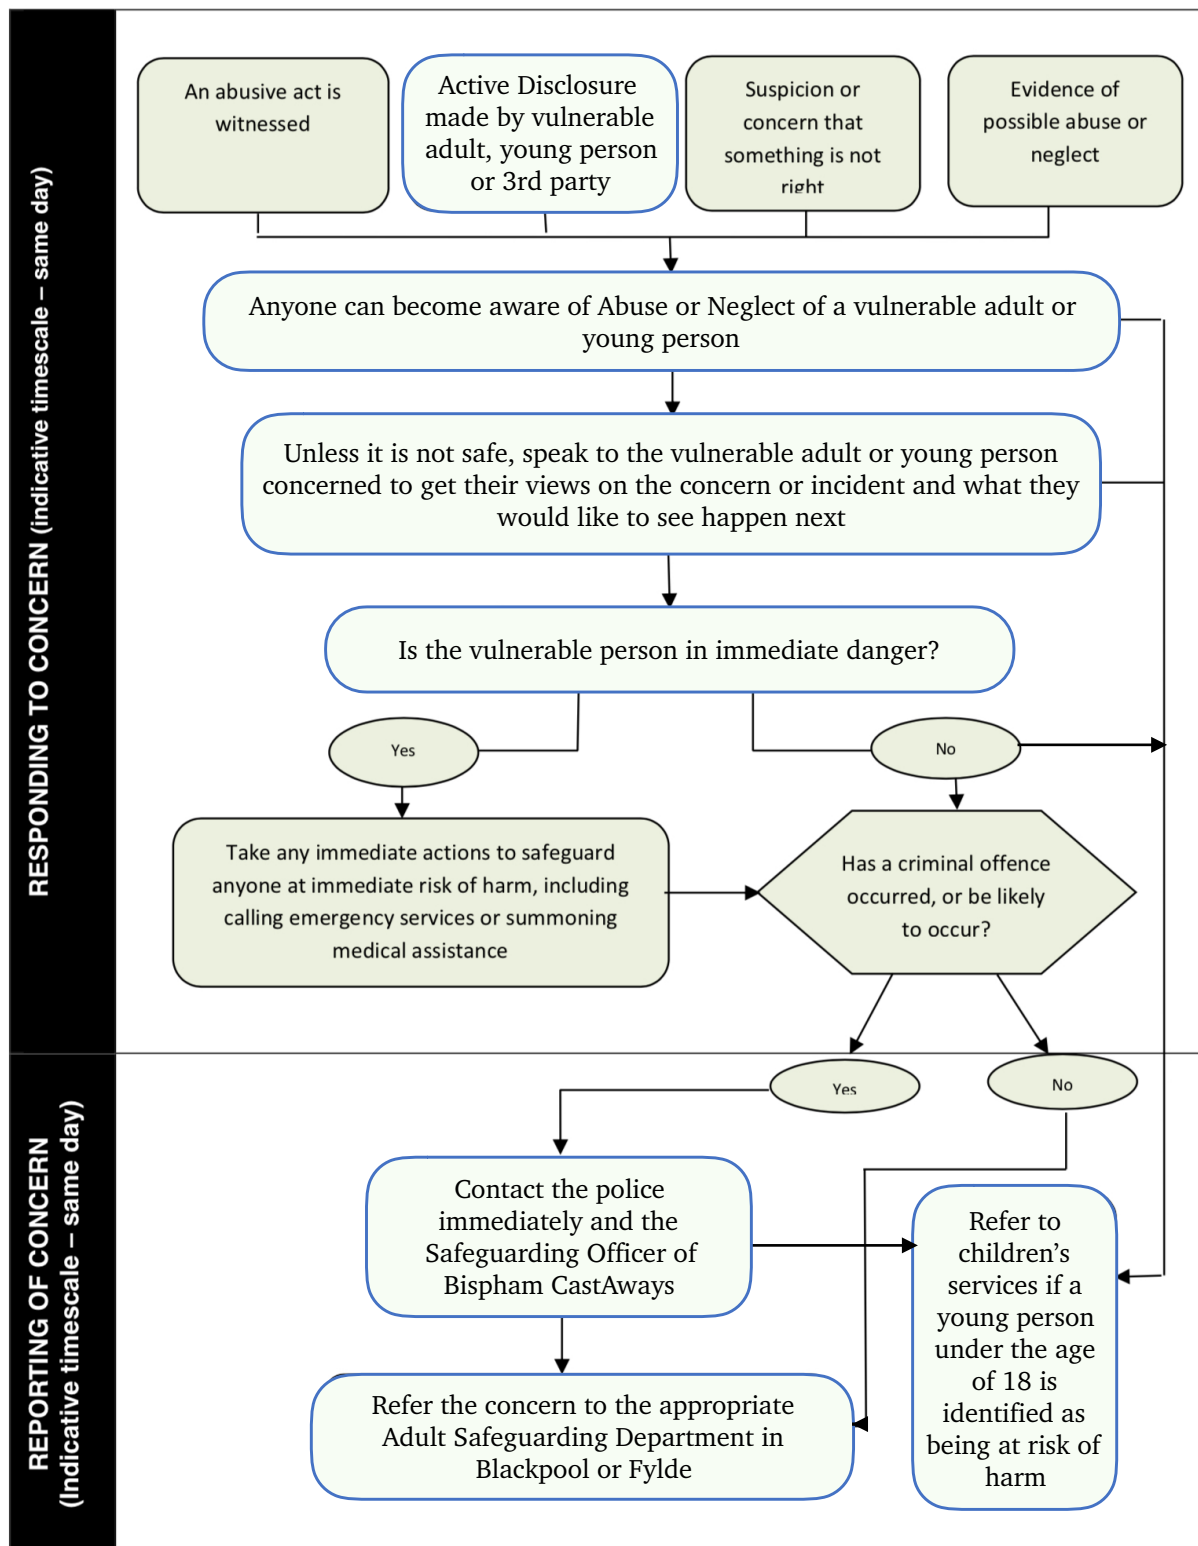 RESPONDING TO CONCERN (indicative timescale – same day)
An abusive act is
witnessed
Active Disclosure
made by vulnerable
adult, young person
or 3rd party
Suspicion or
concern that
something is not
right
Evidence of
possible abuse or
neglect
Anyone can become aware of Abuse or Neglect of a vulnerable adult or
young person
Unless it is not safe, speak to the vulnerable adult or young person
concerned to get their views on the concern or incident and what they
would like to see happen next
Is the vulnerable person in immediate danger?
Yes
No
Take any immediate actions to safeguard
anyone at immediate risk of harm, including
calling emergency services or summoning
medical assistance
Has a criminal offence
occurred, or be likely
to occur?
REPORTING OF CONCERN
(Indicative timescale – same day)
Yes
No
Contact the police
immediately and the
Safeguarding Officer of
Bispham CastAways
Refer to
children’s
services if a
young person
under the age
of 18 is
identified as
being at risk of
harm
Refer the concern to the appropriate
Adult Safeguarding Department in
Blackpool or Fylde